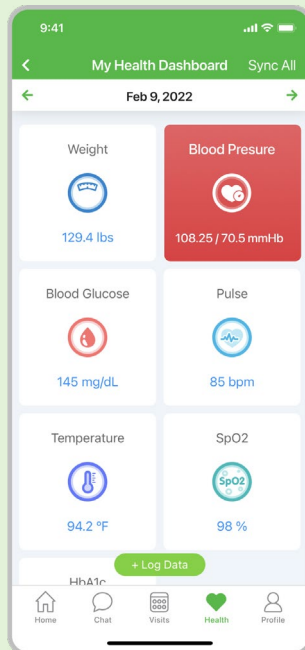 9:41
My Health Dashboard Sync All
Feb 9, 2022
Weight
129.4 lbs
Blood Presure
108.25 / 70.5 mmHb
Blood Glucose
145 mg/dL
Pulse
85 bpm
Temperature
94.2 °F
SpO2
SpO2
98 %
+ Log Data
HbA1c
Home Chat Visits Health Profile